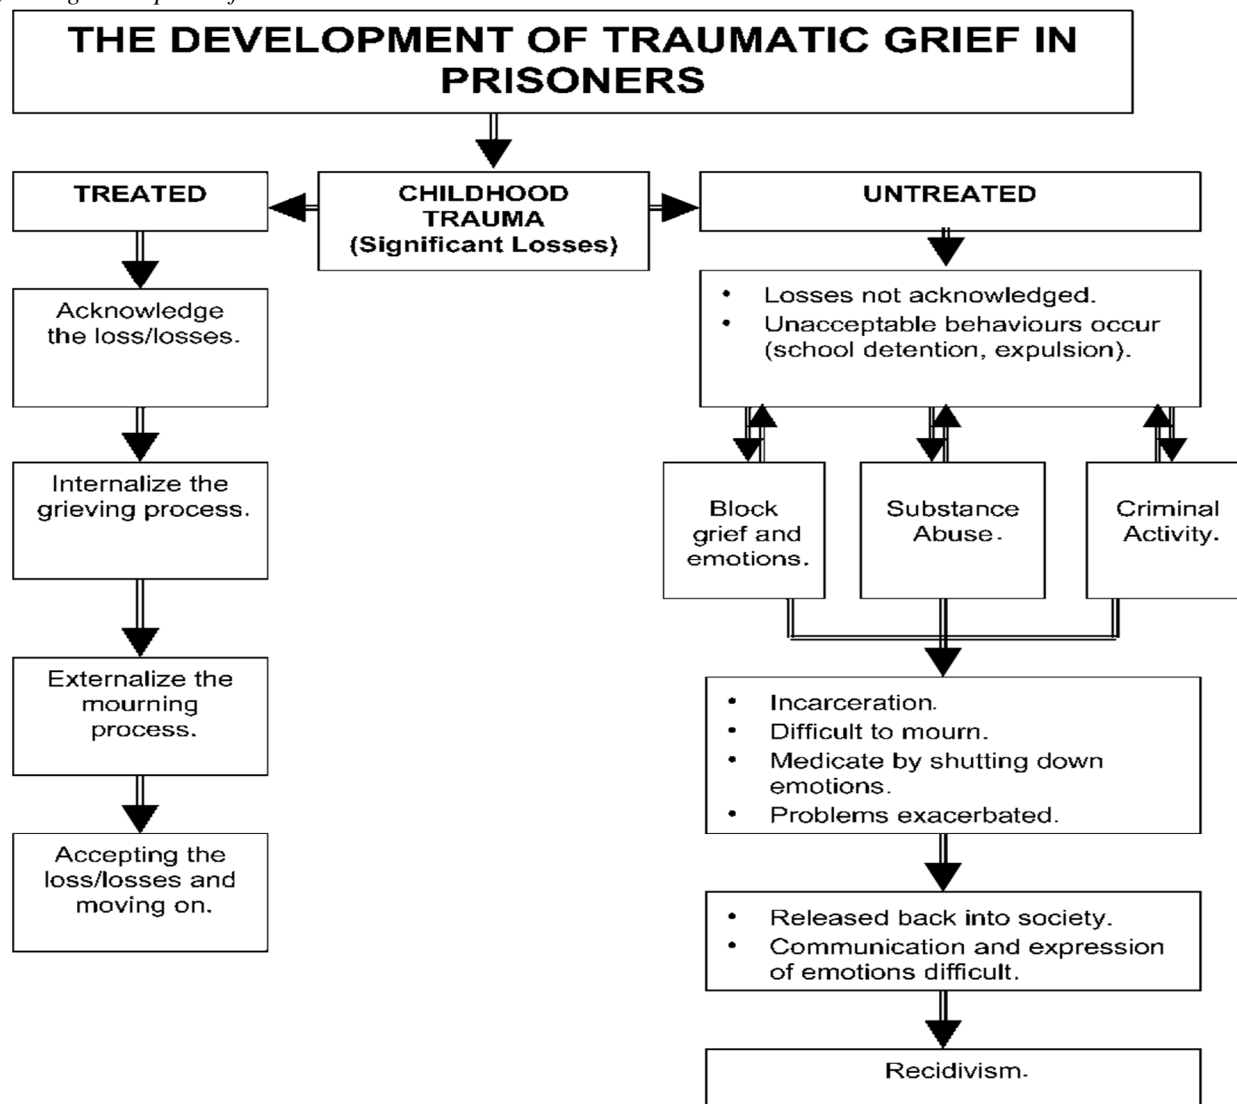 THE DEVELOPMENT OF TRAUMATIC GRIEF IN
PRISONERS
TREATED
CHILDHOOD
TRAUMA
(Significant Losses)
UNTREATED
Acknowledge
the loss/losses.
Internalize the
grieving process.
Externalize the
mourning
process.
Accepting the
loss/losses and
moving on.
• Losses not acknowledged.
• Unacceptable behaviours occur
(school detention, expulsion).
Block
grief and
emotions.
Substance
Abuse.
Criminal
Activity.
• Incarceration.
• Difficult to mourn.
• Medicate by shutting down
emotions.
• Problems exacerbated.
• Released back into society.
• Communication and expression
of emotions difficult.
Recidivism.